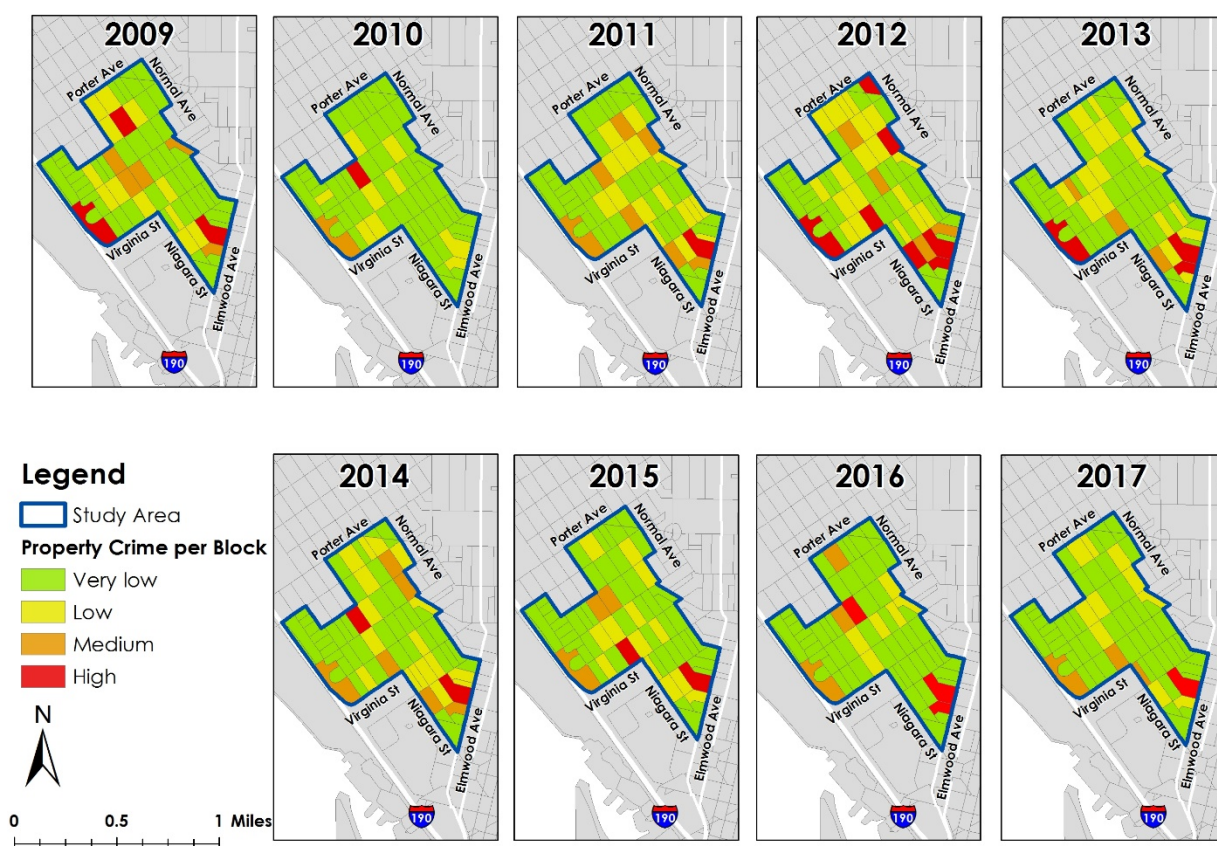 2009
Porter Ave
Normal Ave
Virginia St
Niagara St
Elmwood Ave
190
2010
Porter Ave
Normal Ave
Virginia St
Niagara St
Elmwood Ave
190
2011
Porter Ave
Normal Ave
Virginia St
Niagara St
Elmwood Ave
190
2012
Porter Ave
Normal Ave
Virginia St
Niagara St
Elmwood Ave
190
2013
Porter Ave
Normal Ave
Virginia St
Niagara St
Elmwood Ave
190
Legend
Study Area
Property Crime per Block
Very low
Low
Medium
High
N
0 0.5 1 Miles
2014
Porter Ave
Normal Ave
Virginia St
Niagara St
Elmwood Ave
190
2015
Porter Ave
Normal Ave
Virginia St
Niagara St
Elmwood Ave
190
2016
Porter Ave
Normal Ave
Virginia St
Niagara St
Elmwood Ave
190
2017
Porter Ave
Normal Ave
Virginia St
Niagara St
Elmwood Ave
190